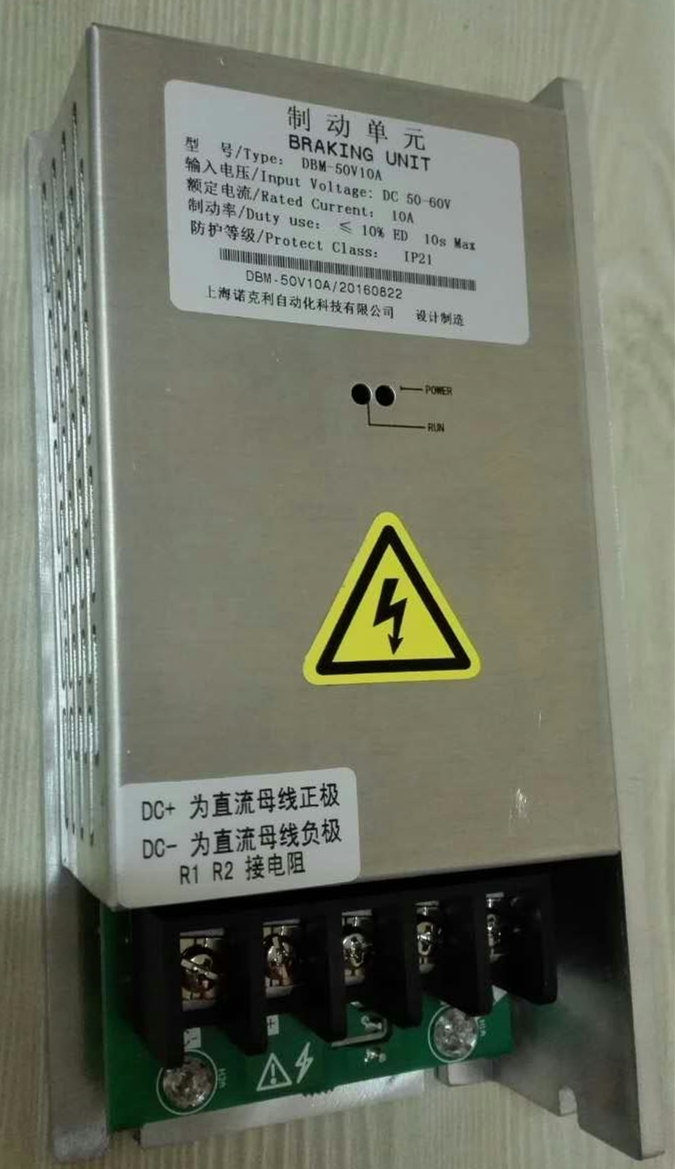 制动单元
BRAKING UNIT
型 号/Type: DBM-50V10A
输入电压/Input Voltage: DC 50-60V
额定电流/Rated Current: 10A
制动率/Duty use: ≤ 10% ED 10s Max
防护等级/Protect Class: IP21
DBM-50V10A/20160822
上海诺克利自动化科技有限公司 设计制造
POWER
RUN
DC+ 为直流母线正极
DC- 为直流母线负极
R1 R2 接电阻